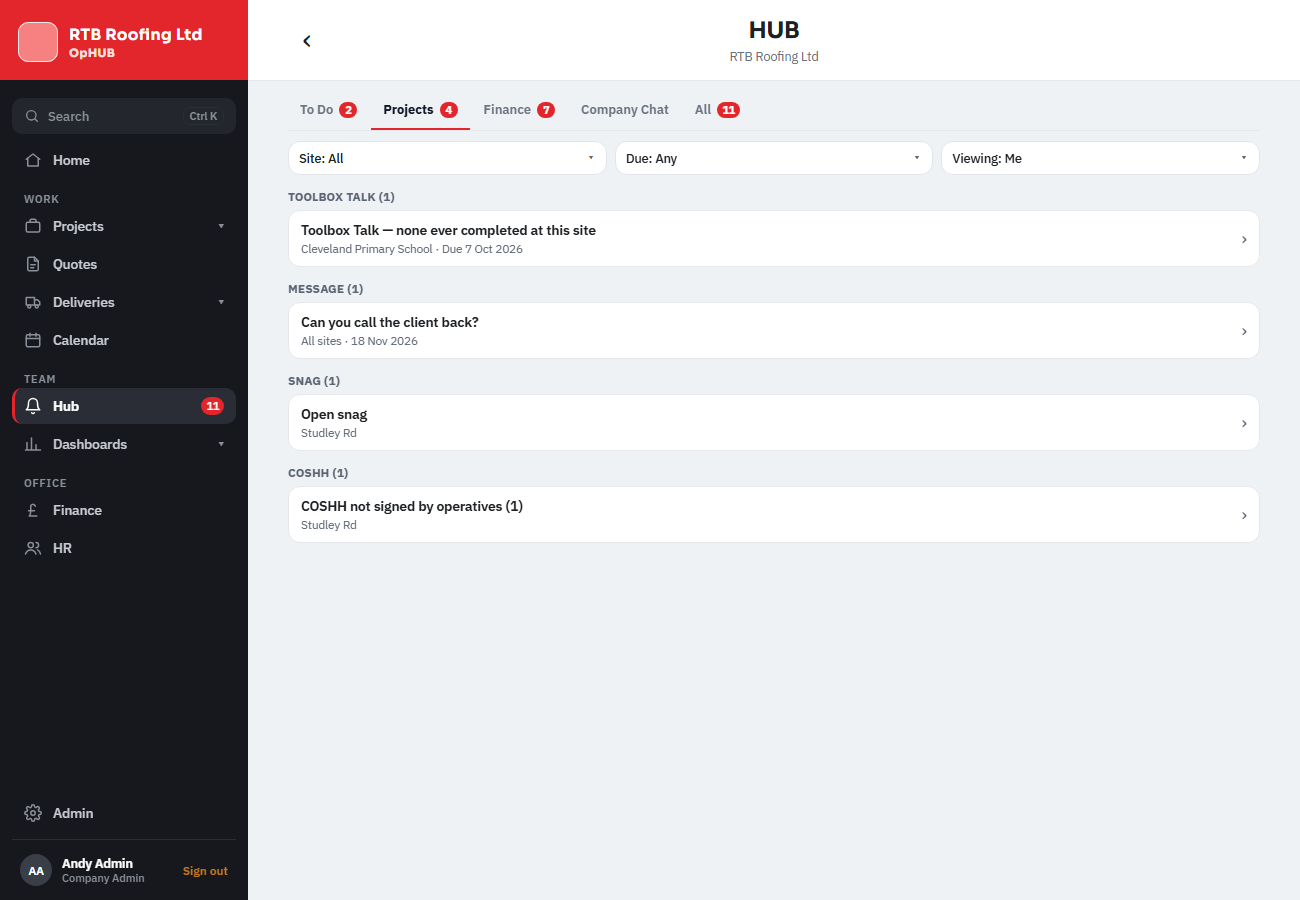 RTB Roofing Ltd
OpHUB
Search Ctrl K
Home
WORK
Projects
Quotes
Deliveries
Calendar
TEAM
Hub 11
Dashboards
OFFICE
Finance
HR
Admin
AA
Andy Admin
Company Admin
Sign out
HUB
RTB Roofing Ltd
To Do 2 Projects 4 Finance 7 Company Chat All 11
Site: All Due: Any Viewing: Me
TOOLBOX TALK (1)
Toolbox Talk — none ever completed at this site
Cleveland Primary School · Due 7 Oct 2026
MESSAGE (1)
Can you call the client back?
All sites · 18 Nov 2026
SNAG (1)
Open snag
Studley Rd
COSHH (1)
COSHH not signed by operatives (1)
Studley Rd